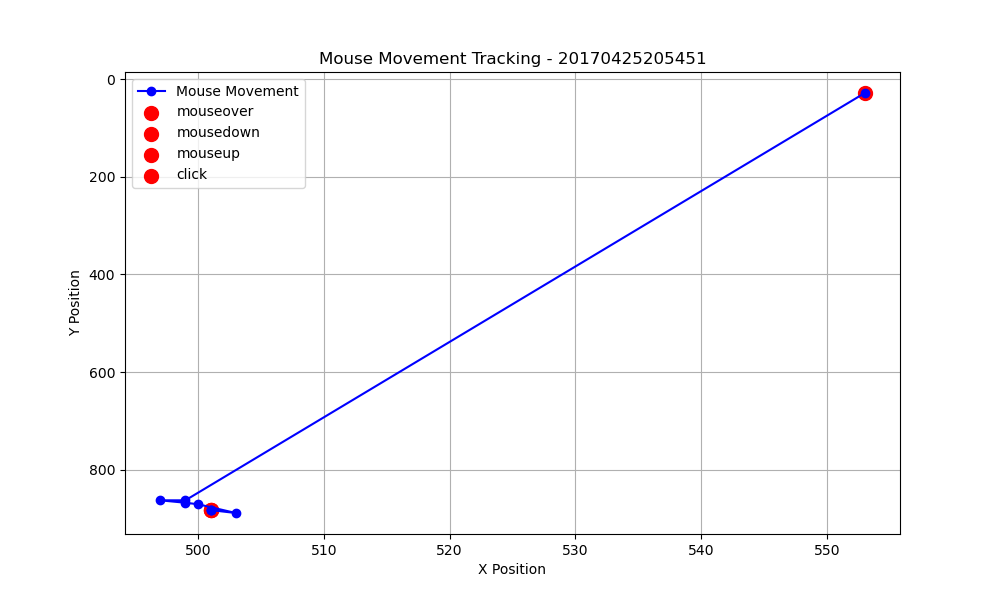 Mouse Movement Tracking - 20170425205451
Mouse Movement
mouseover
mousedown
mouseup
click
0
200
400
600
800
Y Position
500
510
520
530
540
550
X Position